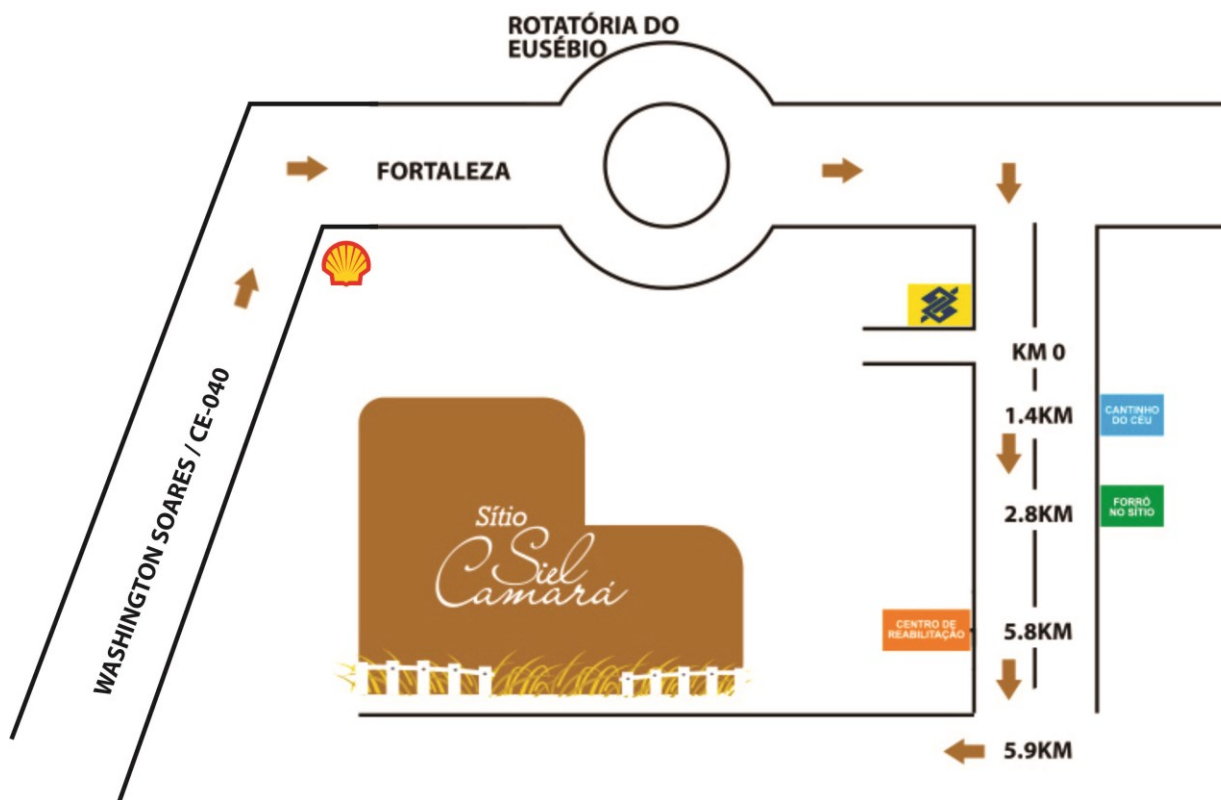 ROTATÓRIA DO
EUSÉBIO
FORTALEZA
WASHINGTON SOARES / CE-040
KM 0
1.4KM
CANTINHO
DO CÉU
2.8KM
FORRÓ
NO SÍTIO
Sítio
Siel
Camará
CENTRO DE
REABILITAÇÃO
5.8KM
5.9KM